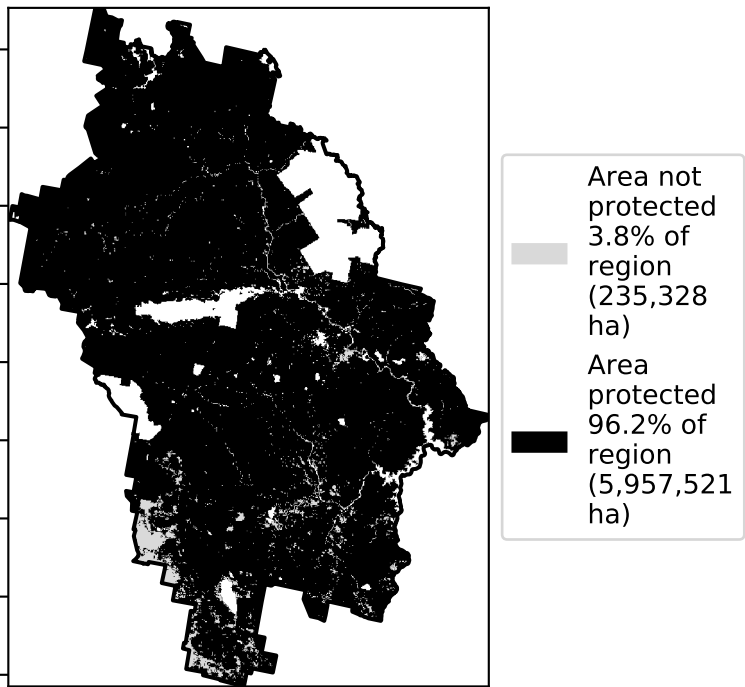 Area not
protected
3.8% of
region
(235,328
ha)
Area
protected
96.2% of
region
(5,957,521
ha)